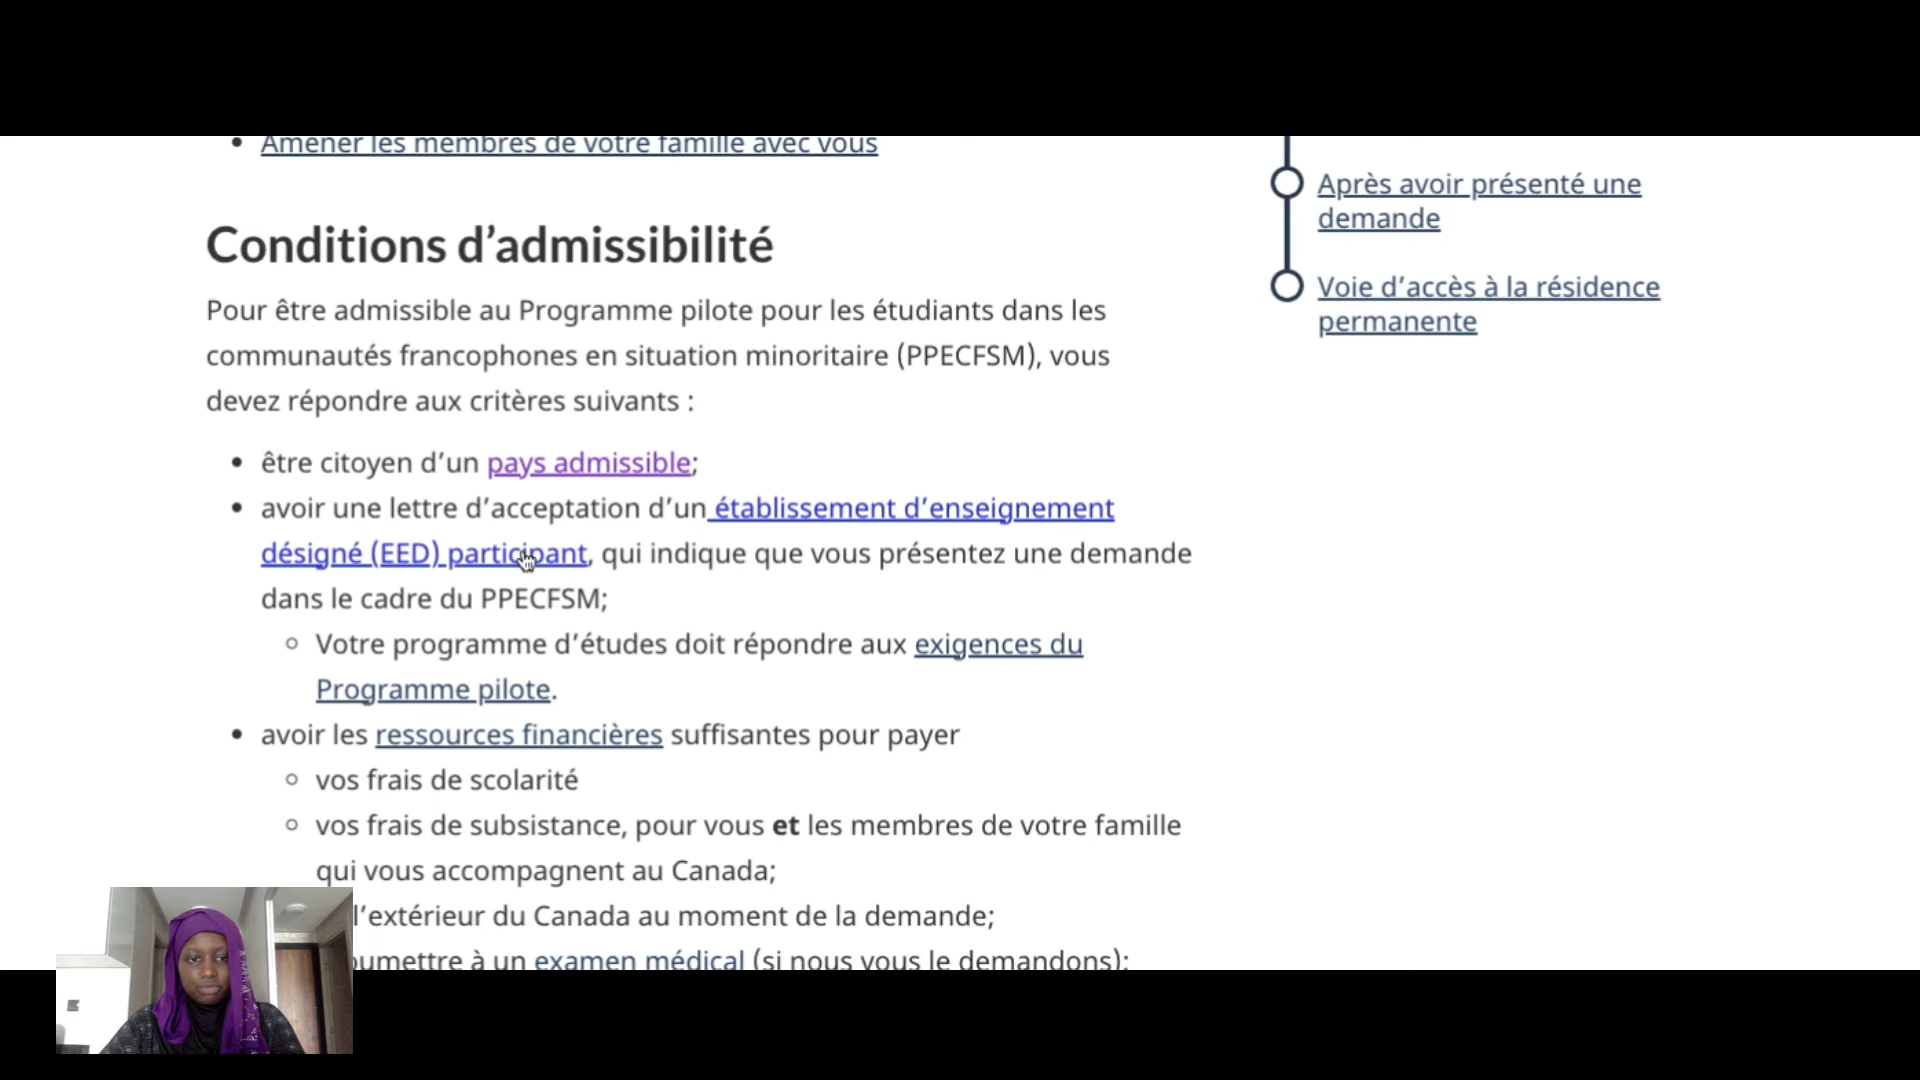 Amener les membres de votre famille avec vous
Conditions d’admissibilité
Pour être admissible au Programme pilote pour les étudiants dans les
communautés francophones en situation minoritaire (PPECFSM), vous
devez répondre aux critères suivants :
être citoyen d’un pays admissible;
avoir une lettre d’acceptation d’un établissement d’enseignement
désigné (EED) participant, qui indique que vous présentez une demande
dans le cadre du PPECFSM;
Votre programme d’études doit répondre aux exigences du
Programme pilote.
avoir les ressources financières suffisantes pour payer
vos frais de scolarité
vos frais de subsistance, pour vous et les membres de votre famille
qui vous accompagnent au Canada;
l’extérieur du Canada au moment de la demande;
oumettre à un examen médical (si nous vous le demandons);
Après avoir présenté une
demande
Voie d’accès à la résidence
permanente